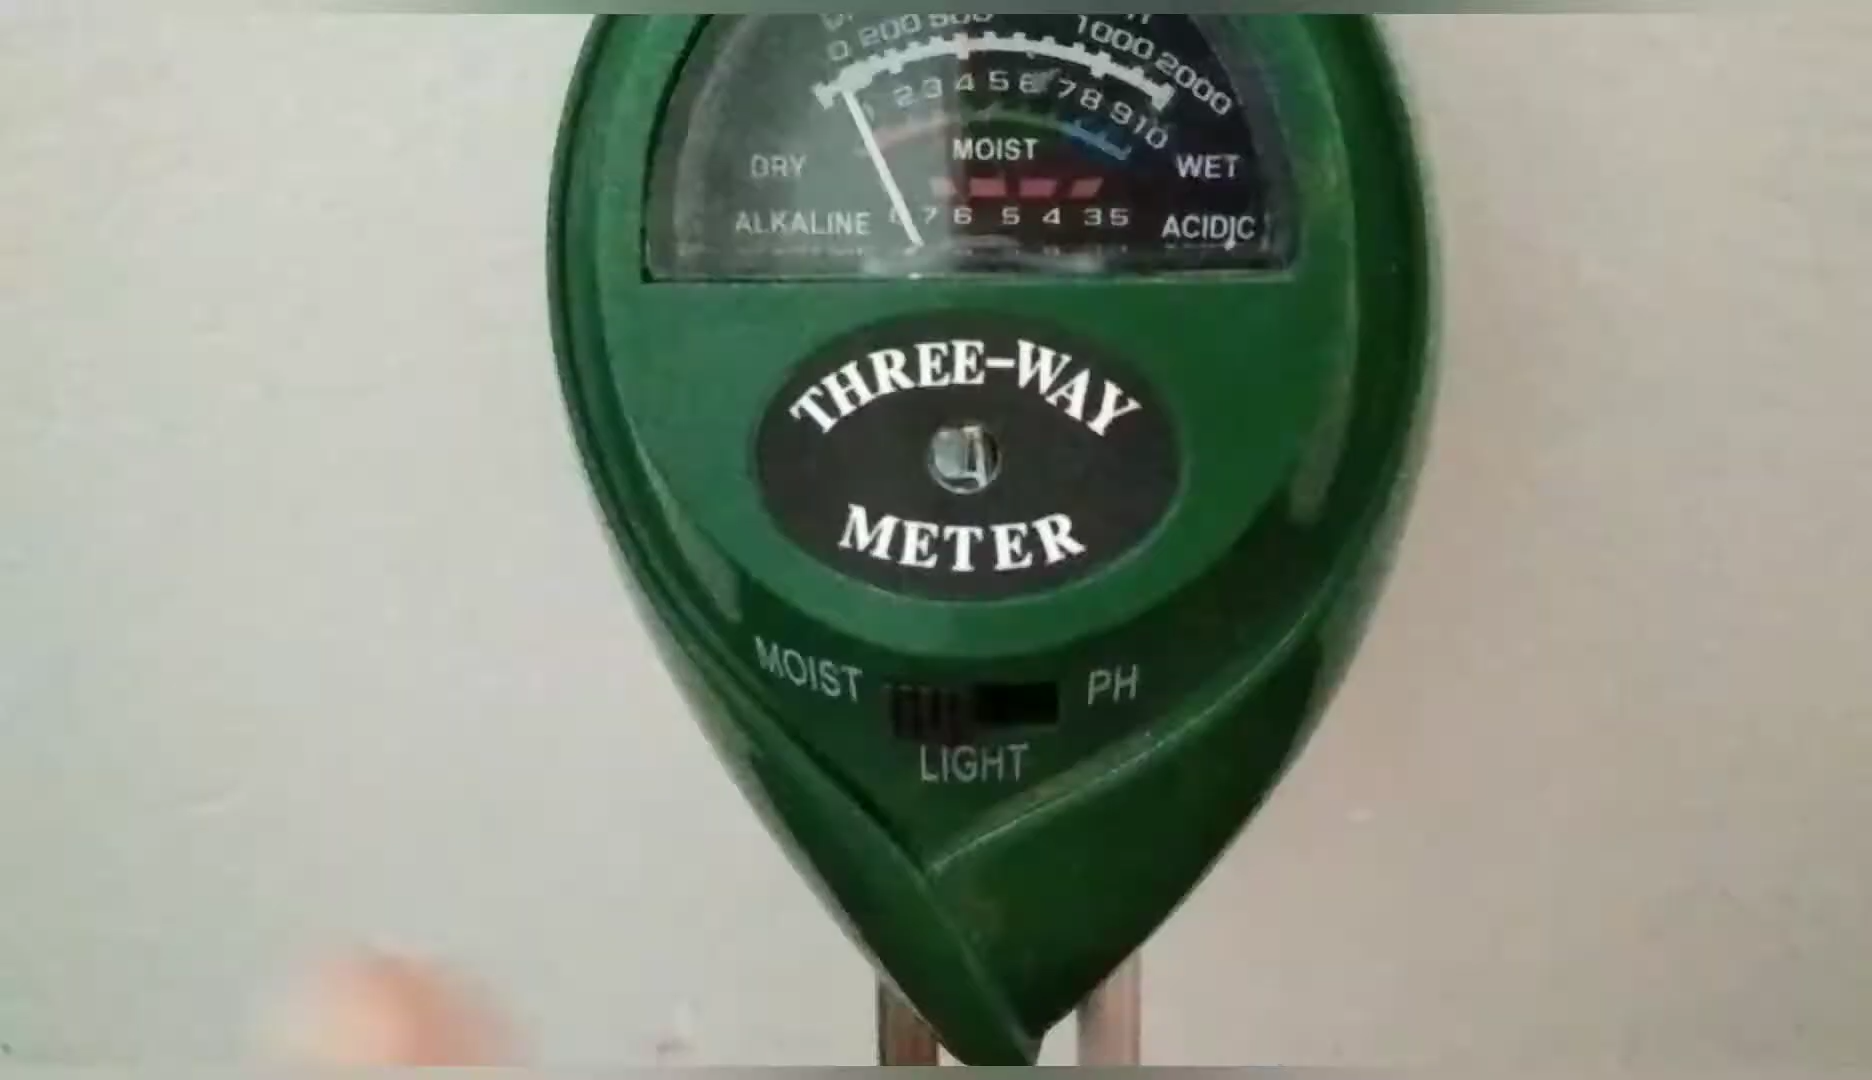 0 200 500 1000 2000
1 2 3 4 5 6 7 8 9 10
DRY MOIST WET
ALKALINE 7 6 5 4 3.5 ACIDIC
THREE-WAY
METER
MOIST PH
LIGHT